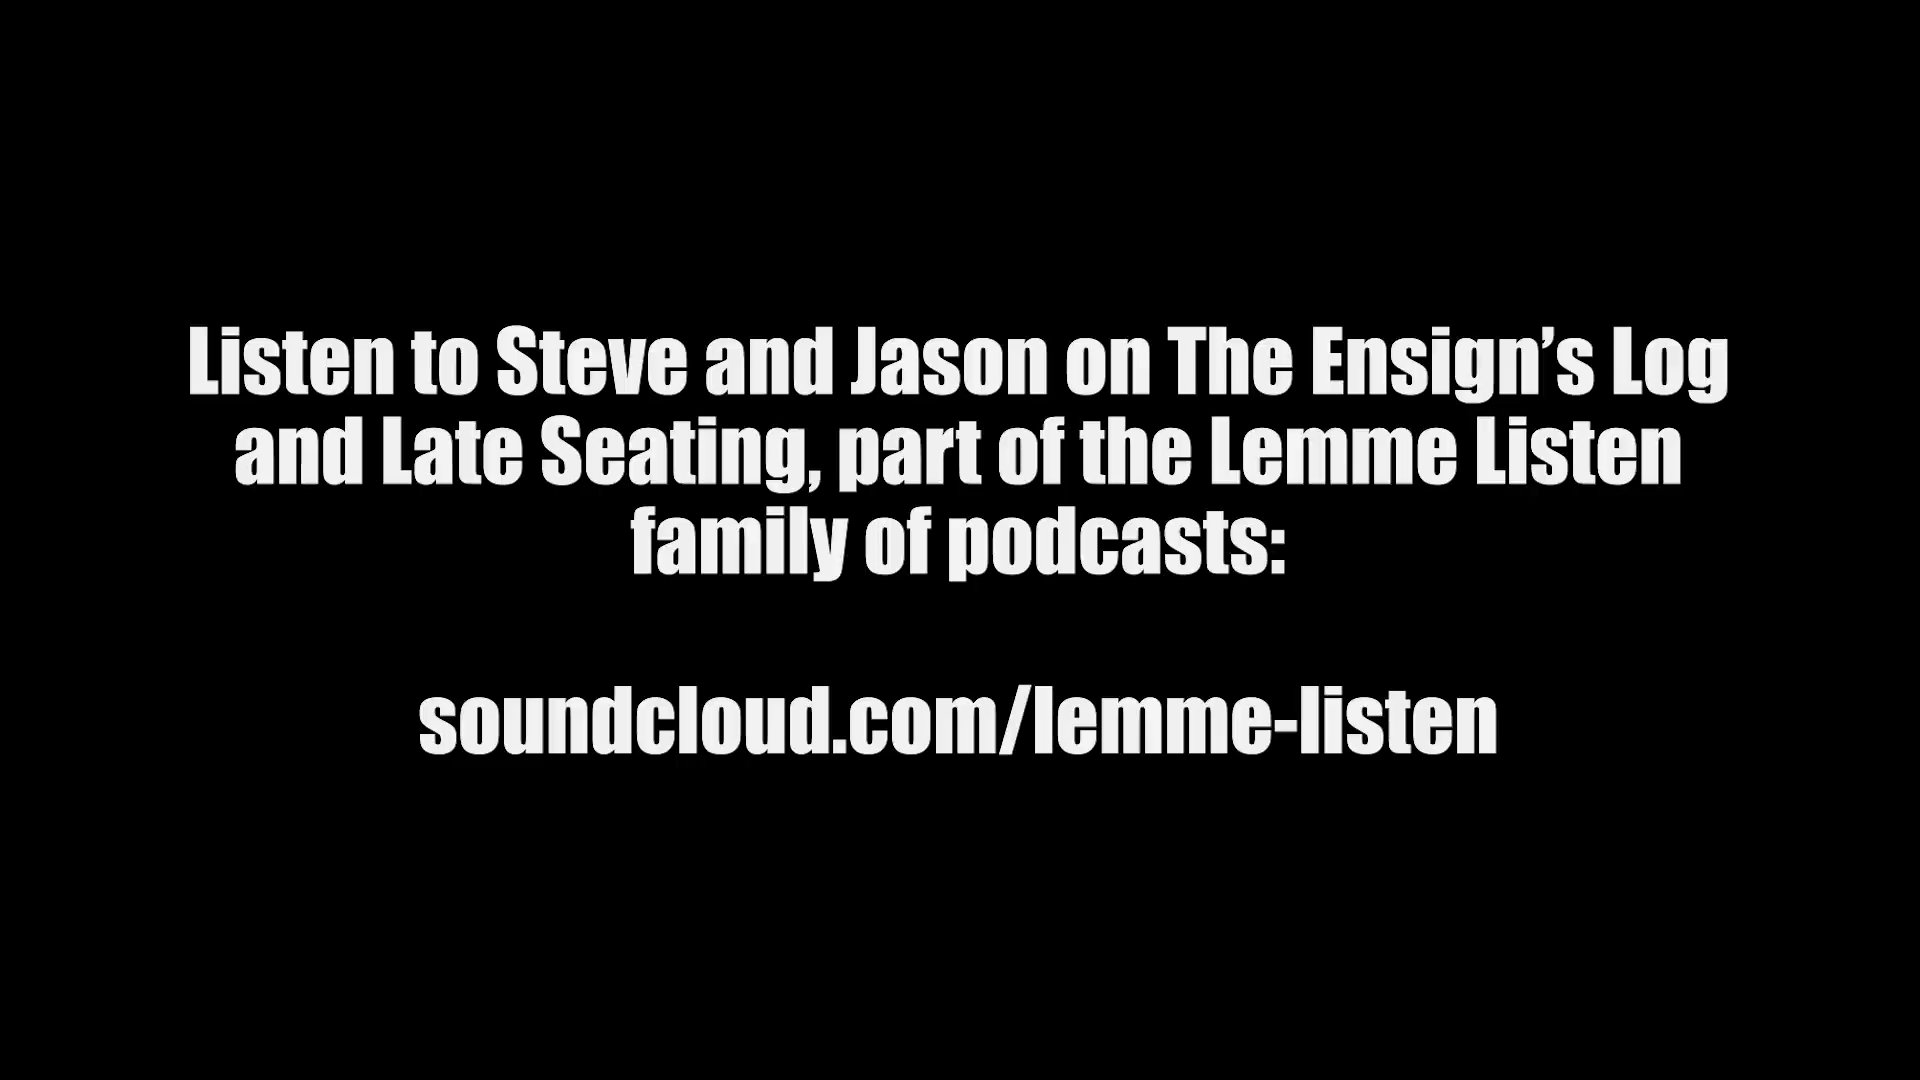 Listen to Steve and Jason on The Ensign’s Log
and Late Seating, part of the Lemme Listen
family of podcasts:
soundcloud.com/lemme-listen